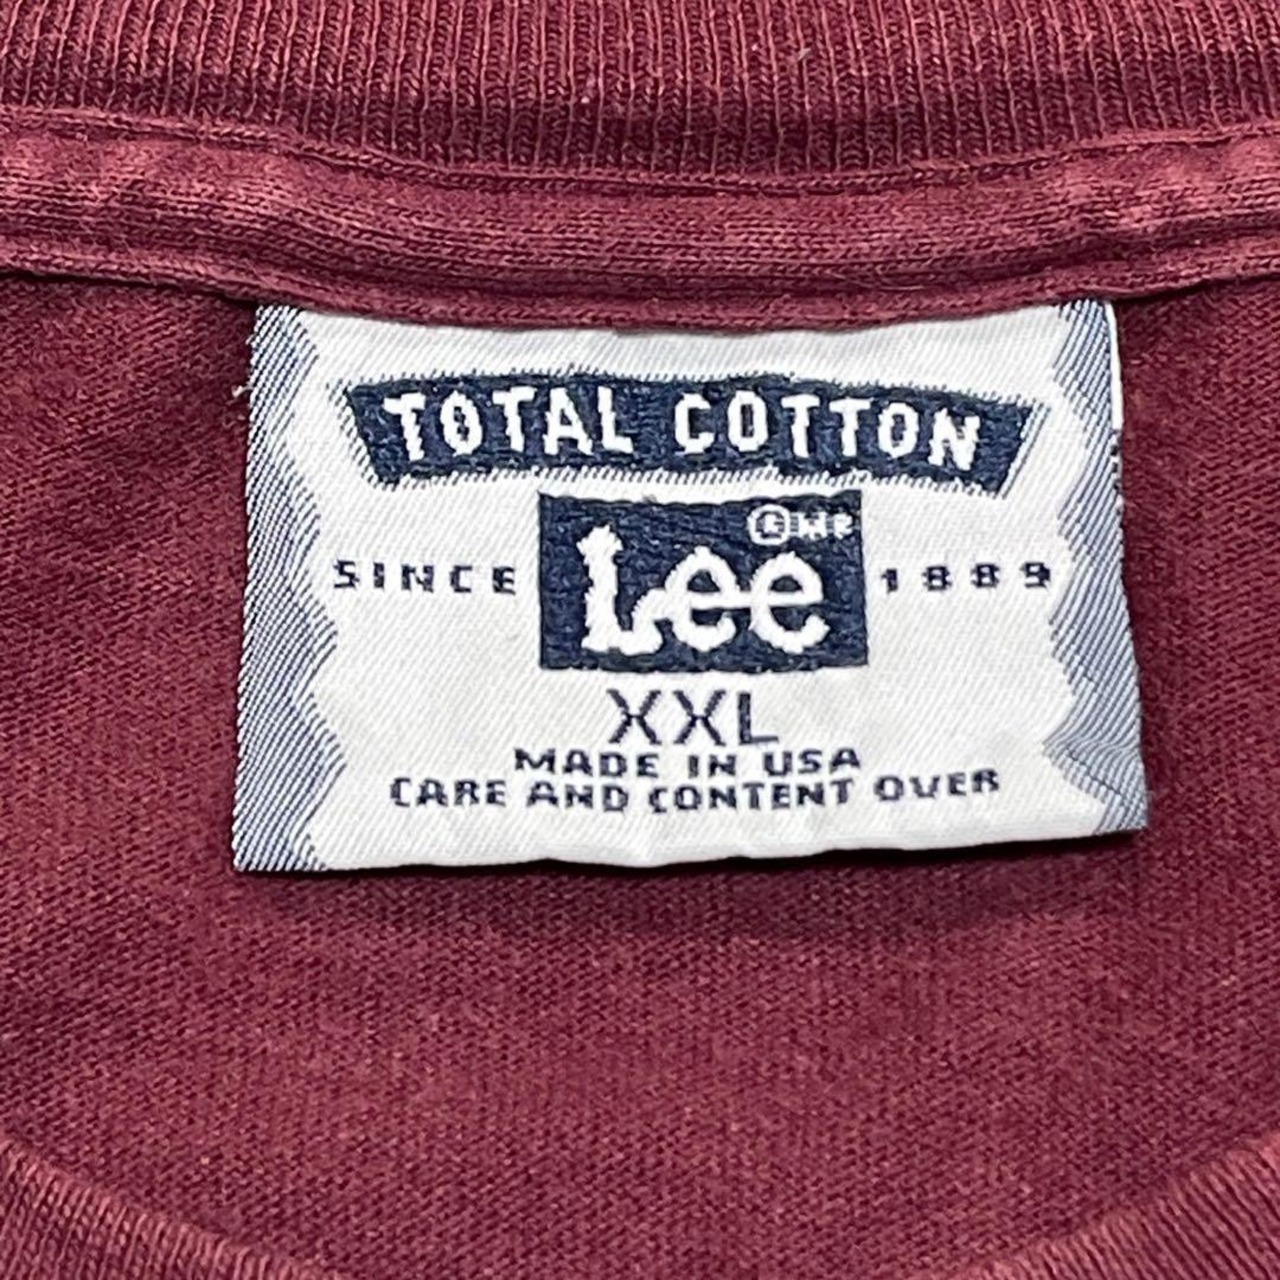 TOTAL COTTON
SINCE Lee 1889
XXL
MADE IN USA
CARE AND CONTENT OVER